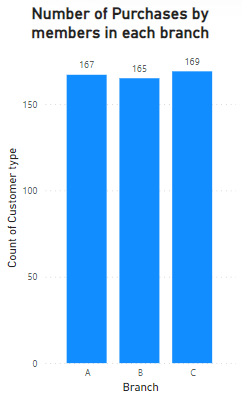 Number of Purchases by
members in each branch
167
165
169
150
100
50
0
Count of Customer type
A
B
C
Branch